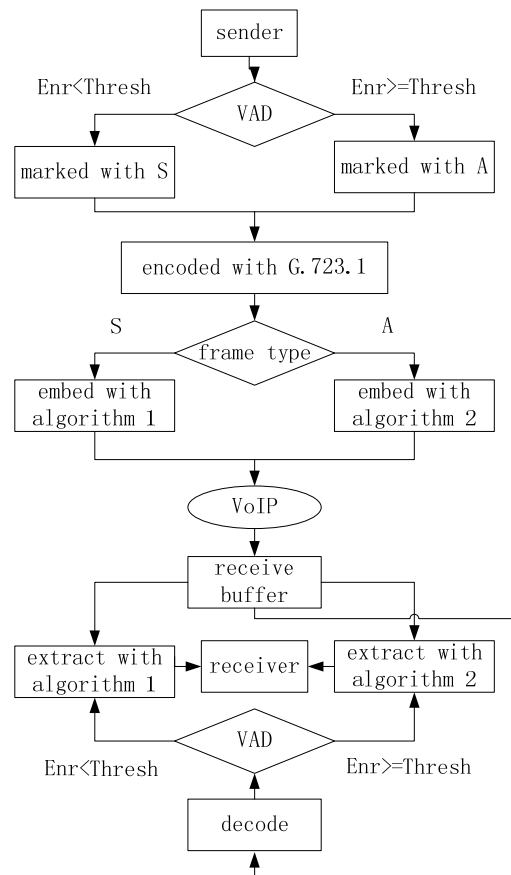 sender
Enr<Thresh
Enr>=Thresh
VAD
marked with S
marked with A
encoded with G.723.1
S
A
frame type
embed with
algorithm 1
embed with
algorithm 2
VoIP
receive
buffer
extract with
algorithm 1
receiver
extract with
algorithm 2
VAD
Enr<Thresh
Enr>=Thresh
decode